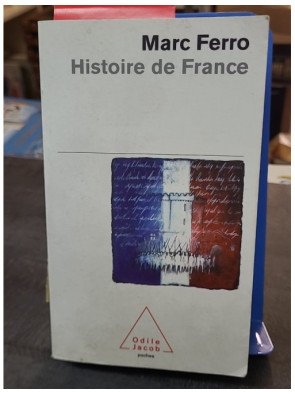 Marc Ferro
Histoire de France
Odile
Jacob
poches